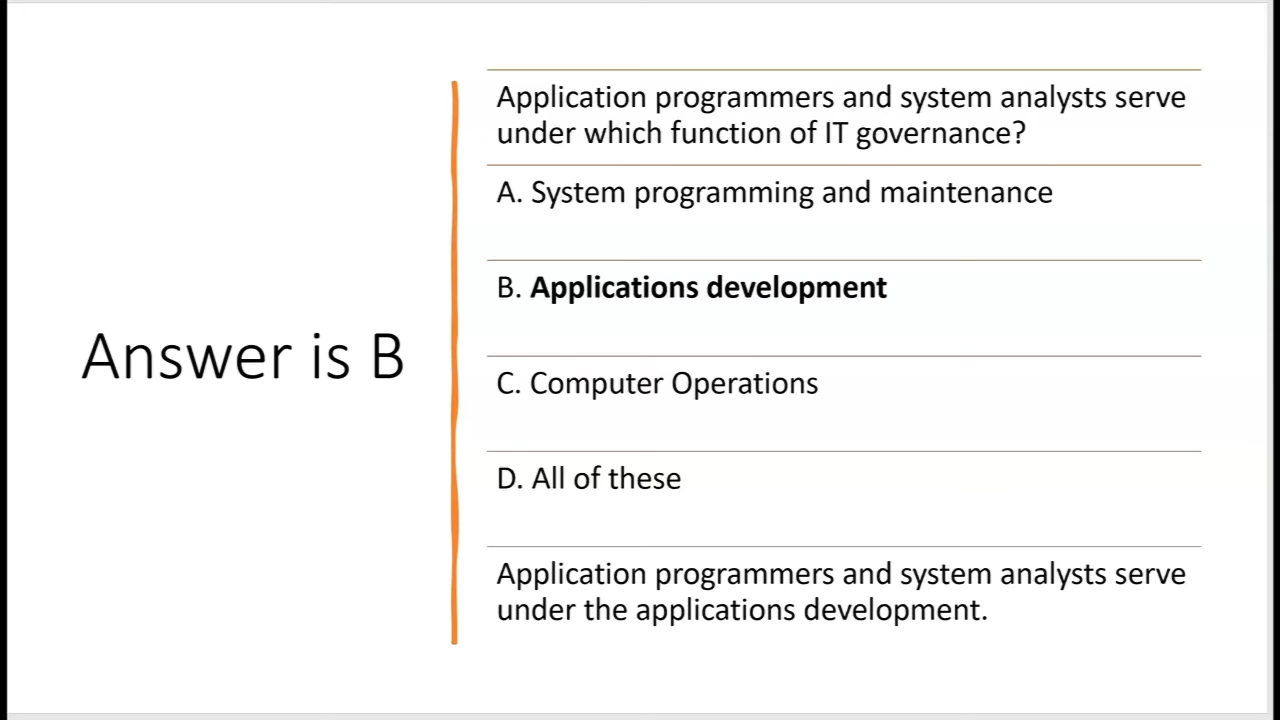 Answer is B
Application programmers and system analysts serve
under which function of IT governance?
A. System programming and maintenance
B. Applications development
C. Computer Operations
D. All of these
Application programmers and system analysts serve
under the applications development.